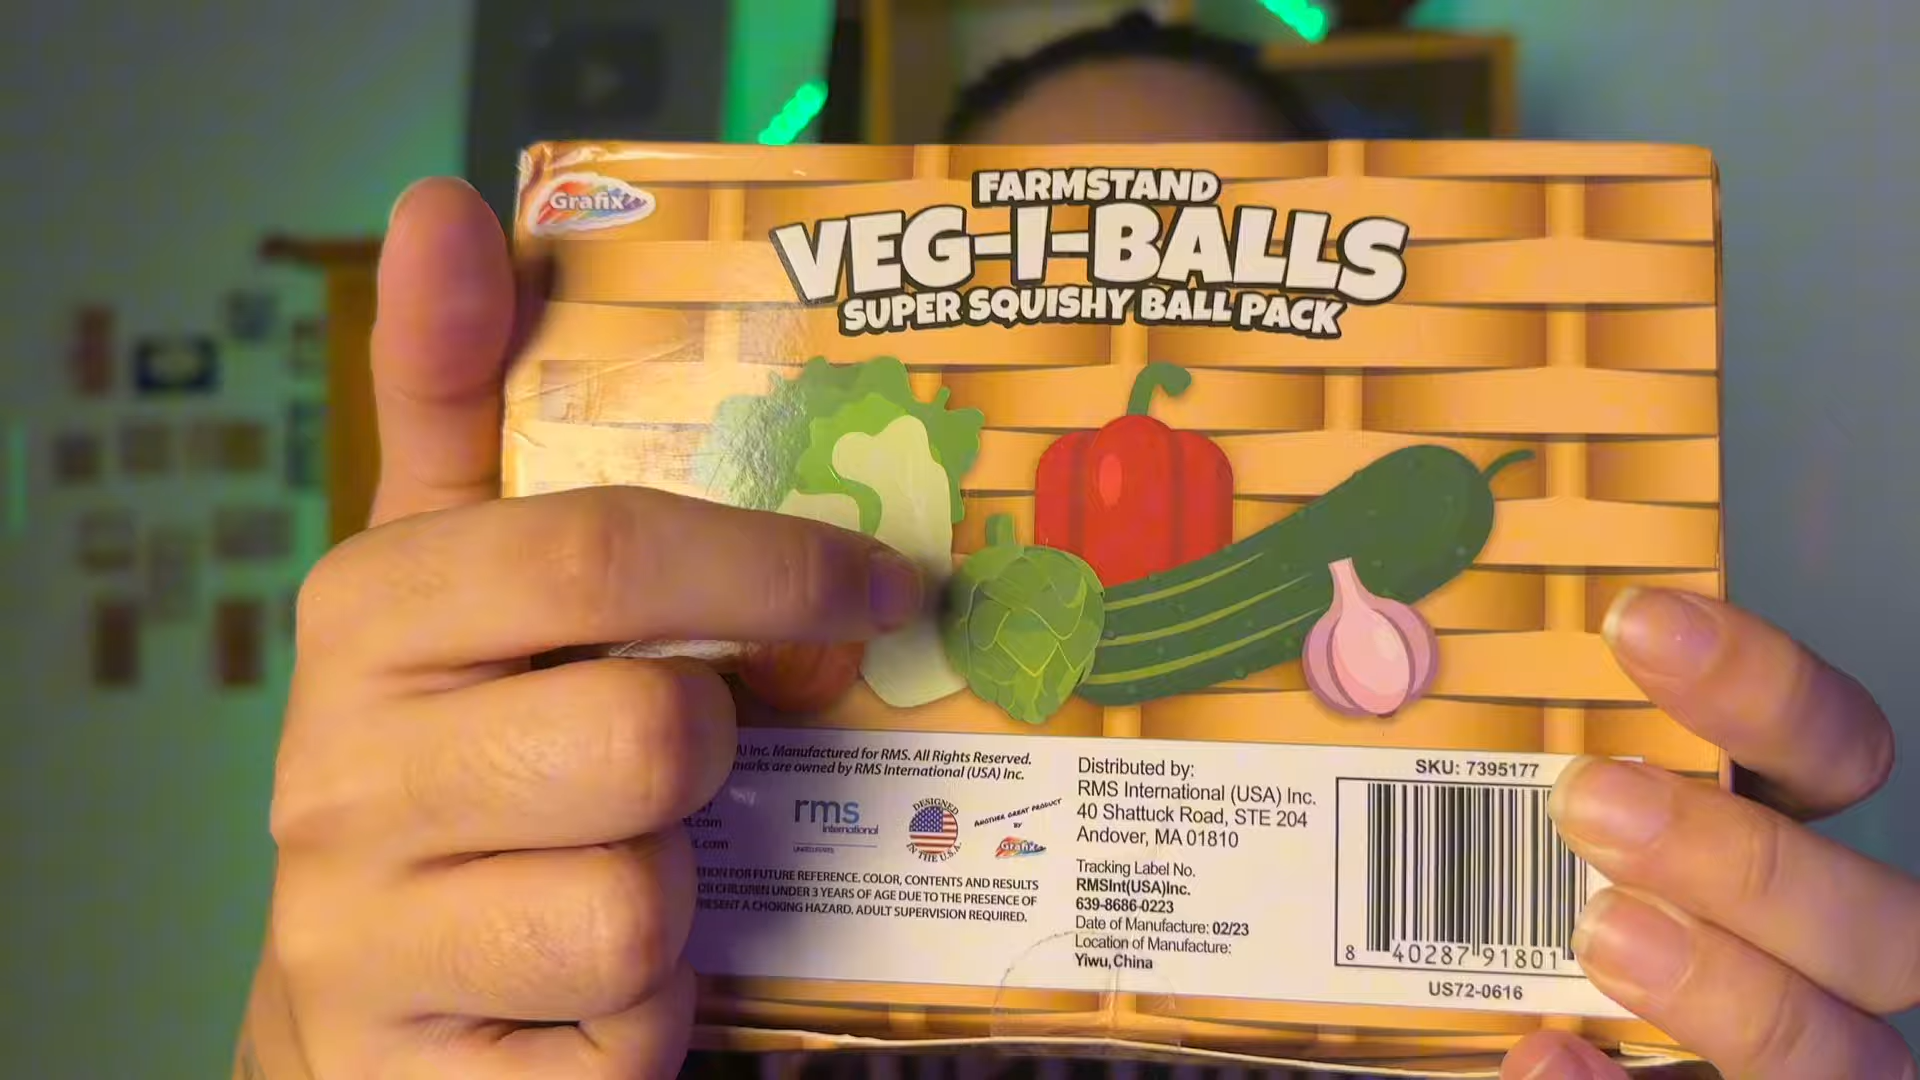 Grafix
FARMSTAND
VEG-I-BALLS
SUPER SQUISHY BALL PACK
Inc. Manufactured for RMS. All Rights Reserved.
marks are owned by RMS International (USA) Inc.
.com
.com
rms
international
UNITED STATES
DESIGNED
IN THE U.S.A.
ANOTHER GREAT PRODUCT
BY
Grafix
FOR FUTURE REFERENCE. COLOR, CONTENTS AND RESULTS
CHILDREN UNDER 3 YEARS OF AGE DUE TO THE PRESENCE OF
A CHOKING HAZARD. ADULT SUPERVISION REQUIRED.
Distributed by:
RMS International (USA) Inc.
40 Shattuck Road, STE 204
Andover, MA 01810
Tracking Label No.
RMSInt(USA)Inc.
639-8686-0223
Date of Manufacture: 02/23
Location of Manufacture:
Yiwu,China
SKU: 7395177
8 40287 91801
US72-0616